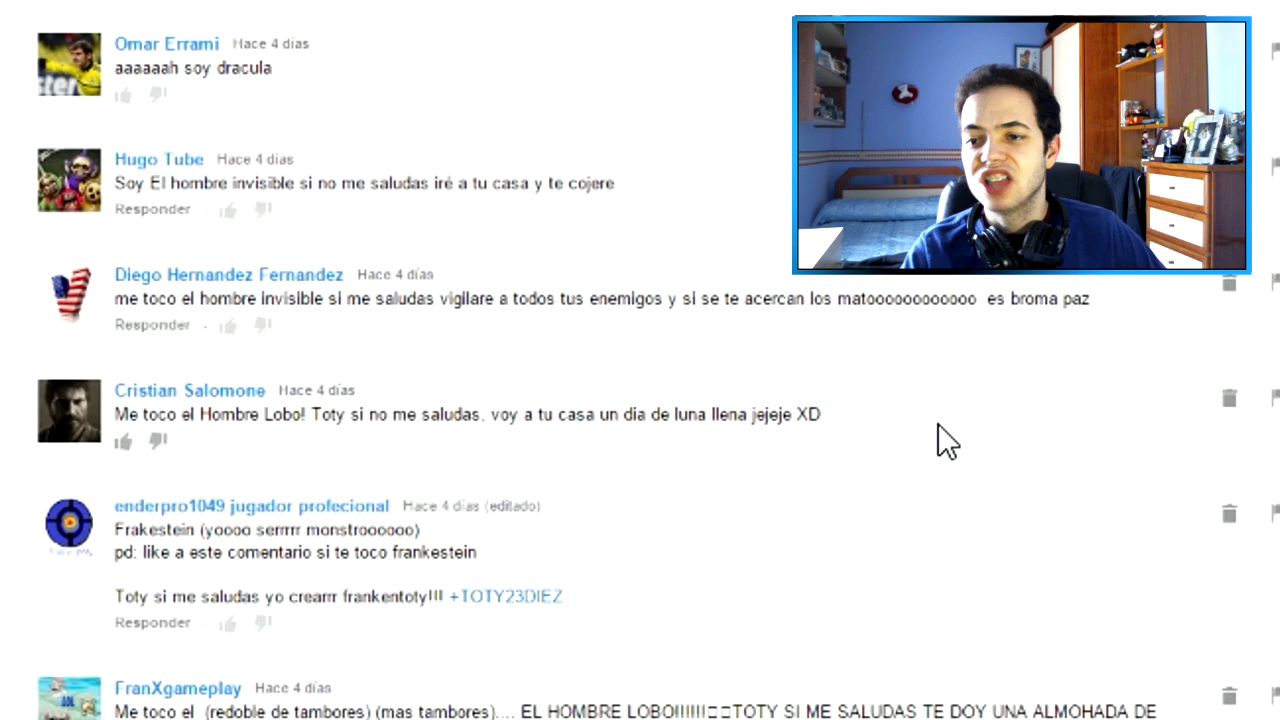 Omar Errami Hace 4 días
aaaaaah soy dracula
Hugo Tube Hace 4 días
Soy El hombre invisible si no me saludas iré a tu casa y te cojere
Responder
Diego Hernandez Fernandez Hace 4 días
me toco el hombre invisible si me saludas vigilare a todos tus enemigos y si se te acercan los matoooooooooooo es broma paz
Responder
Cristian Salomone Hace 4 días
Me toco el Hombre Lobo! Toty si no me saludas, voy a tu casa un dia de luna llena jejeje XD
enderpro1049 jugador profecional Hace 4 días (editado)
Frakestein (yoooo serrrrr monstroooooo)
pd: like a este comentario si te toco frankestein
Toty si me saludas yo crearrr frankentoty!!! +TOTY23DIEZ
Responder
FranXgameplay Hace 4 días
Me toco el (redoble de tambores) (mas tambores).... EL HOMBRE LOBO!!!!!!□□TOTY SI ME SALUDAS TE DOY UNA ALMOHADA DE